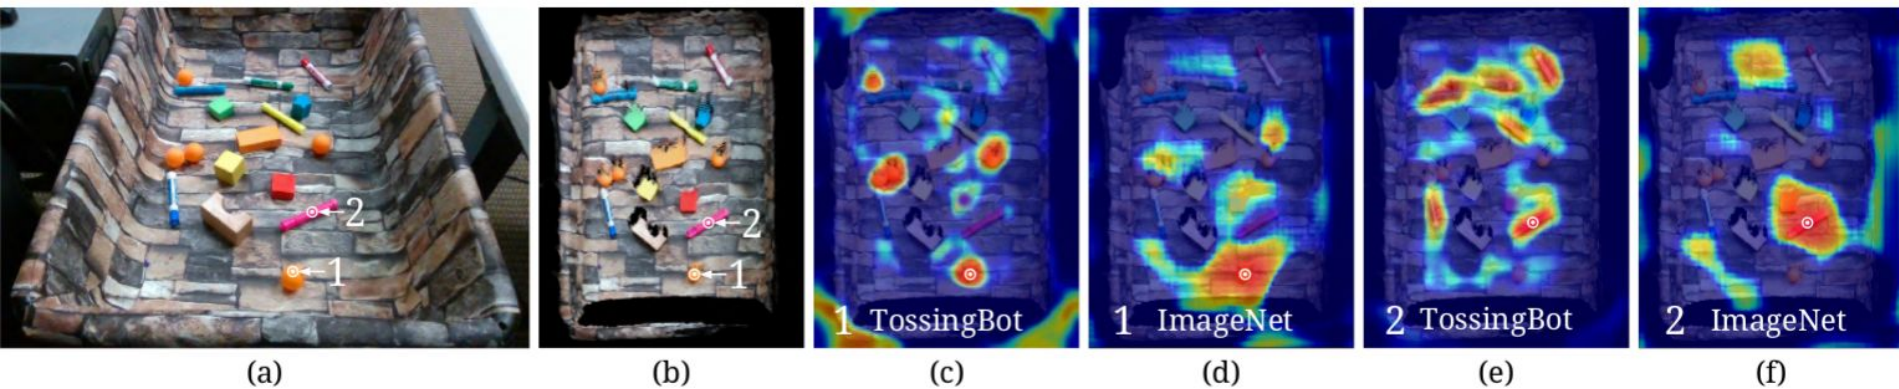 2
1
2
1
1 TossingBot
1 ImageNet
2 TossingBot
2 ImageNet
(a)
(b)
(c)
(d)
(e)
(f)